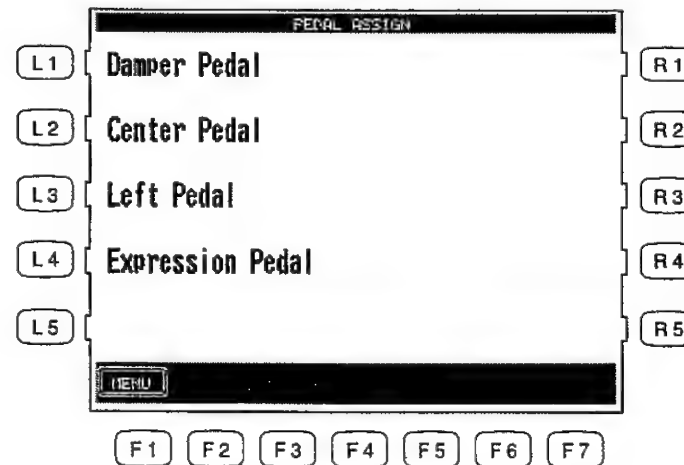 PEDAL ASSIGN
L1 Damper Pedal R1
L2 Center Pedal R2
L3 Left Pedal R3
L4 Expression Pedal R4
L5 R5
MENU
F1 F2 F3 F4 F5 F6 F7